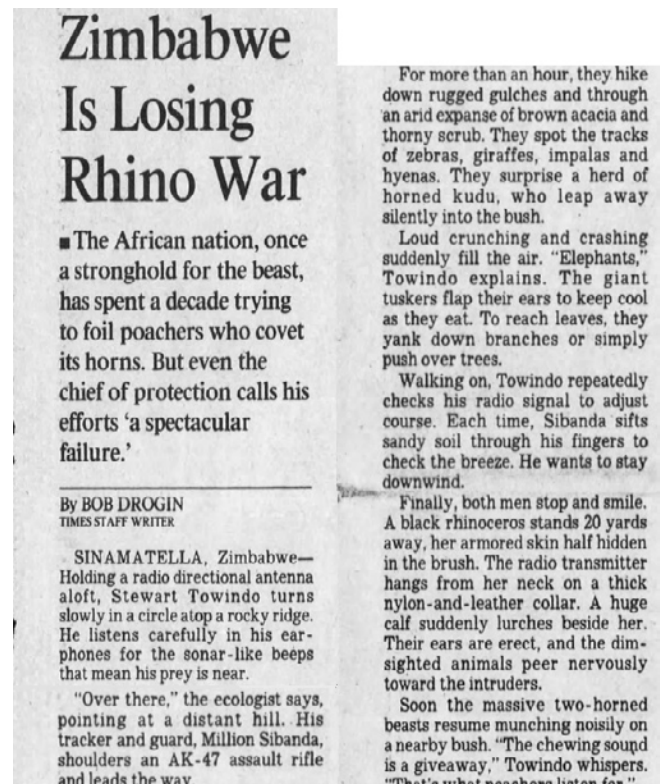 Zimbabwe
Is Losing
Rhino War
■ The African nation, once
a stronghold for the beast,
has spent a decade trying
to foil poachers who covet
its horns. But even the
chief of protection calls his
efforts ‘a spectacular
failure.’
By BOB DROGIN
TIMES STAFF WRITER
SINAMATELLA, Zimbabwe—
Holding a radio directional antenna
aloft, Stewart Towindo turns
slowly in a circle atop a rocky ridge.
He listens carefully in his ear-
phones for the sonar-like beeps
that mean his prey is near.
"Over there," the ecologist says,
pointing at a distant hill. His
tracker and guard, Million Sibanda,
shoulders an AK-47 assault rifle
and leads the way.
For more than an hour, they hike
down rugged gulches and through
an arid expanse of brown acacia and
thorny scrub. They spot the tracks
of zebras, giraffes, impalas and
hyenas. They surprise a herd of
horned kudu, who leap away
silently into the bush.
Loud crunching and crashing
suddenly fill the air. "Elephants,"
Towindo explains. The giant
tuskers flap their ears to keep cool
as they eat. To reach leaves, they
yank down branches or simply
push over trees.
Walking on, Towindo repeatedly
checks his radio signal to adjust
course. Each time, Sibanda sifts
sandy soil through his fingers to
check the breeze. He wants to stay
downwind.
Finally, both men stop and smile.
A black rhinoceros stands 20 yards
away, her armored skin half hidden
in the brush. The radio transmitter
hangs from her neck on a thick
nylon-and-leather collar. A huge
calf suddenly lurches beside her.
Their ears are erect, and the dim-
sighted animals peer nervously
toward the intruders.
Soon the massive two-horned
beasts resume munching noisily on
a nearby bush. "The chewing sound
is a giveaway," Towindo whispers.
"That's what poachers listen for."